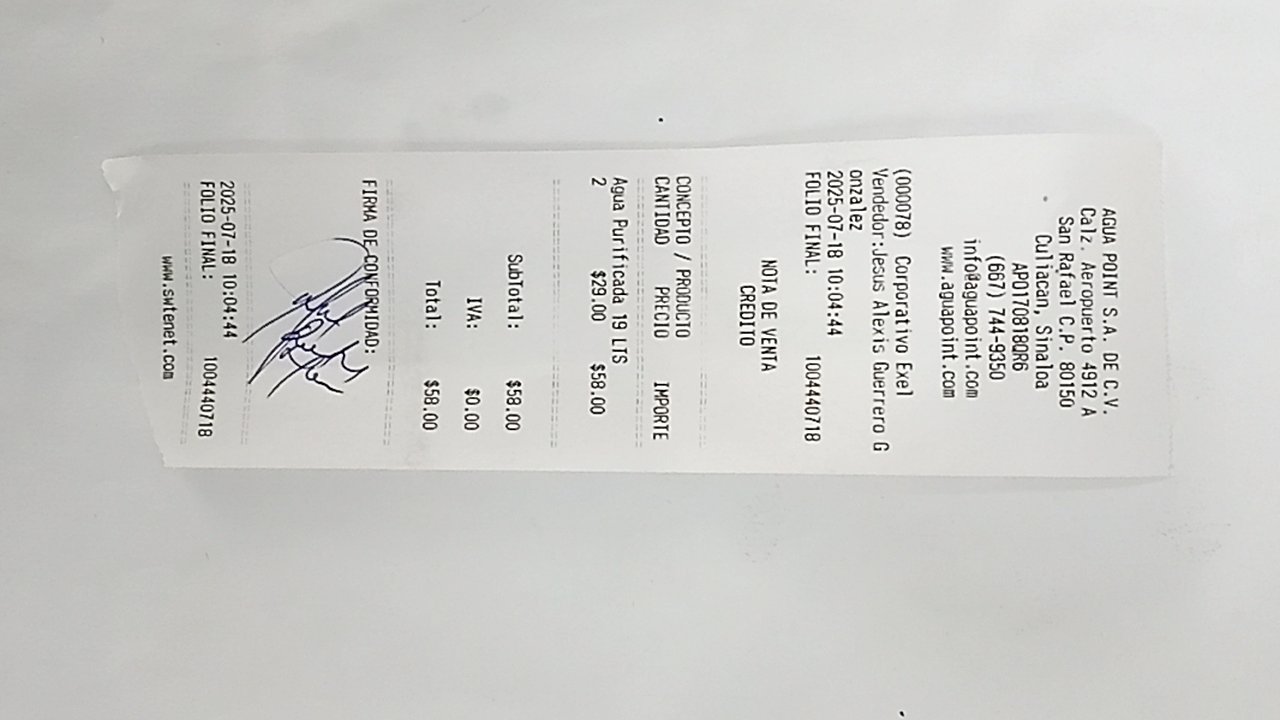 AGUA POINT S.A. DE C.V.
Calz. Aeropuerto 4912 A
San Rafael C.P. 80150
Culiacan, Sinaloa
APO170818QR6
(667) 744-9350
info@aguapoint.com
www.aguapoint.com
(000078) Corporativo Exel
Vendedor:Jesus Alexis Guerrero G
onzalez
2025-07-18 10:04:44
FOLIO FINAL: 1004440718
NOTA DE VENTA
CREDITO
CONCEPTO / PRODUCTO
CANTIDAD PRECIO IMPORTE
Agua Purificada 19 LTS
2 $29.00 $58.00
SubTotal: $58.00
IVA: $0.00
Total: $58.00
FIRMA DE CONFORMIDAD:
2025-07-18 10:04:44
FOLIO FINAL: 1004440718
www.swtenet.com